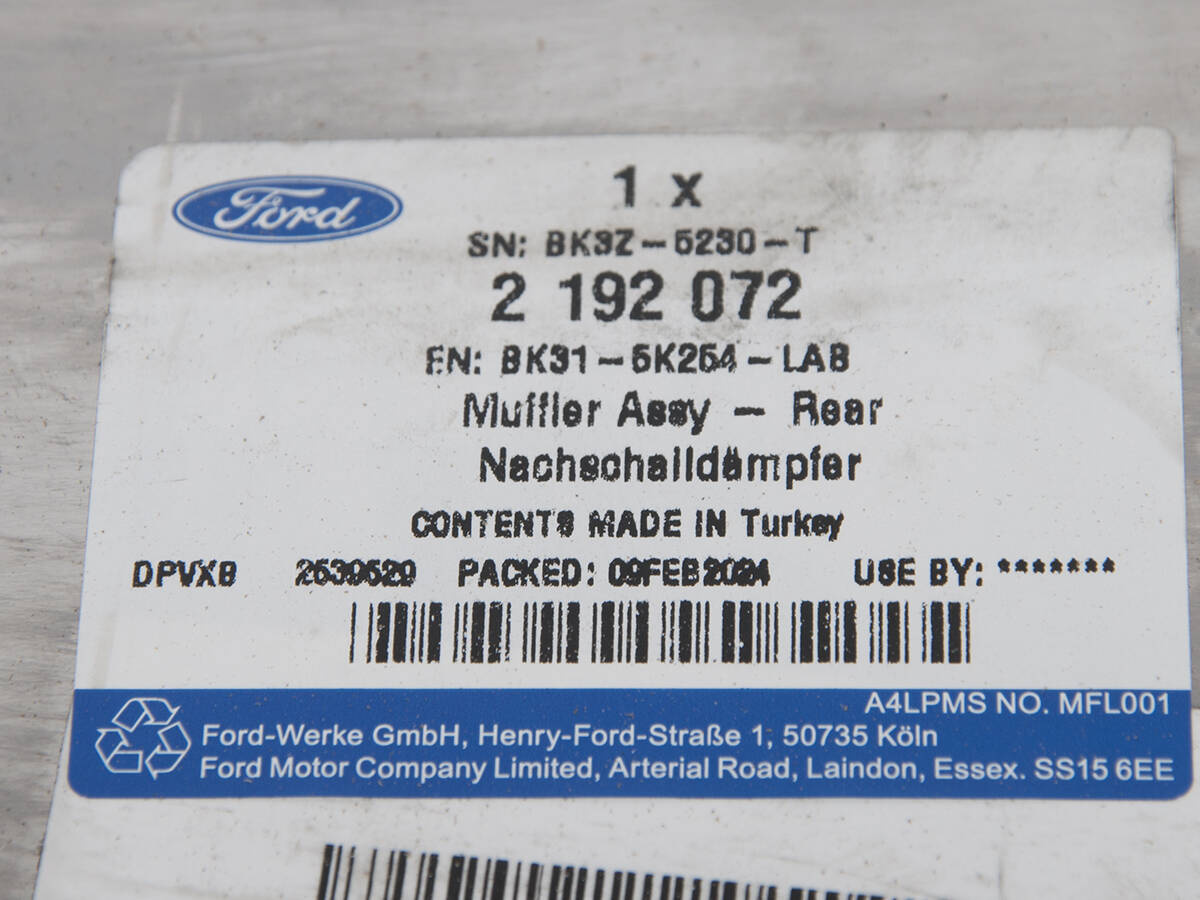 Ford
1 x
SN: BK3Z-5230-T
2 192 072
EN: BK31-5K254-LAB
Muffler Assy - Rear
Nachschalldämpfer
CONTENTS MADE IN Turkey
DPVXB 2539529 PACKED: 09FEB2024 USE BY: *******
A4LPMS NO. MFL001
Ford-Werke GmbH, Henry-Ford-Straße 1, 50735 Köln
Ford Motor Company Limited, Arterial Road, Laindon, Essex. SS15 6EE